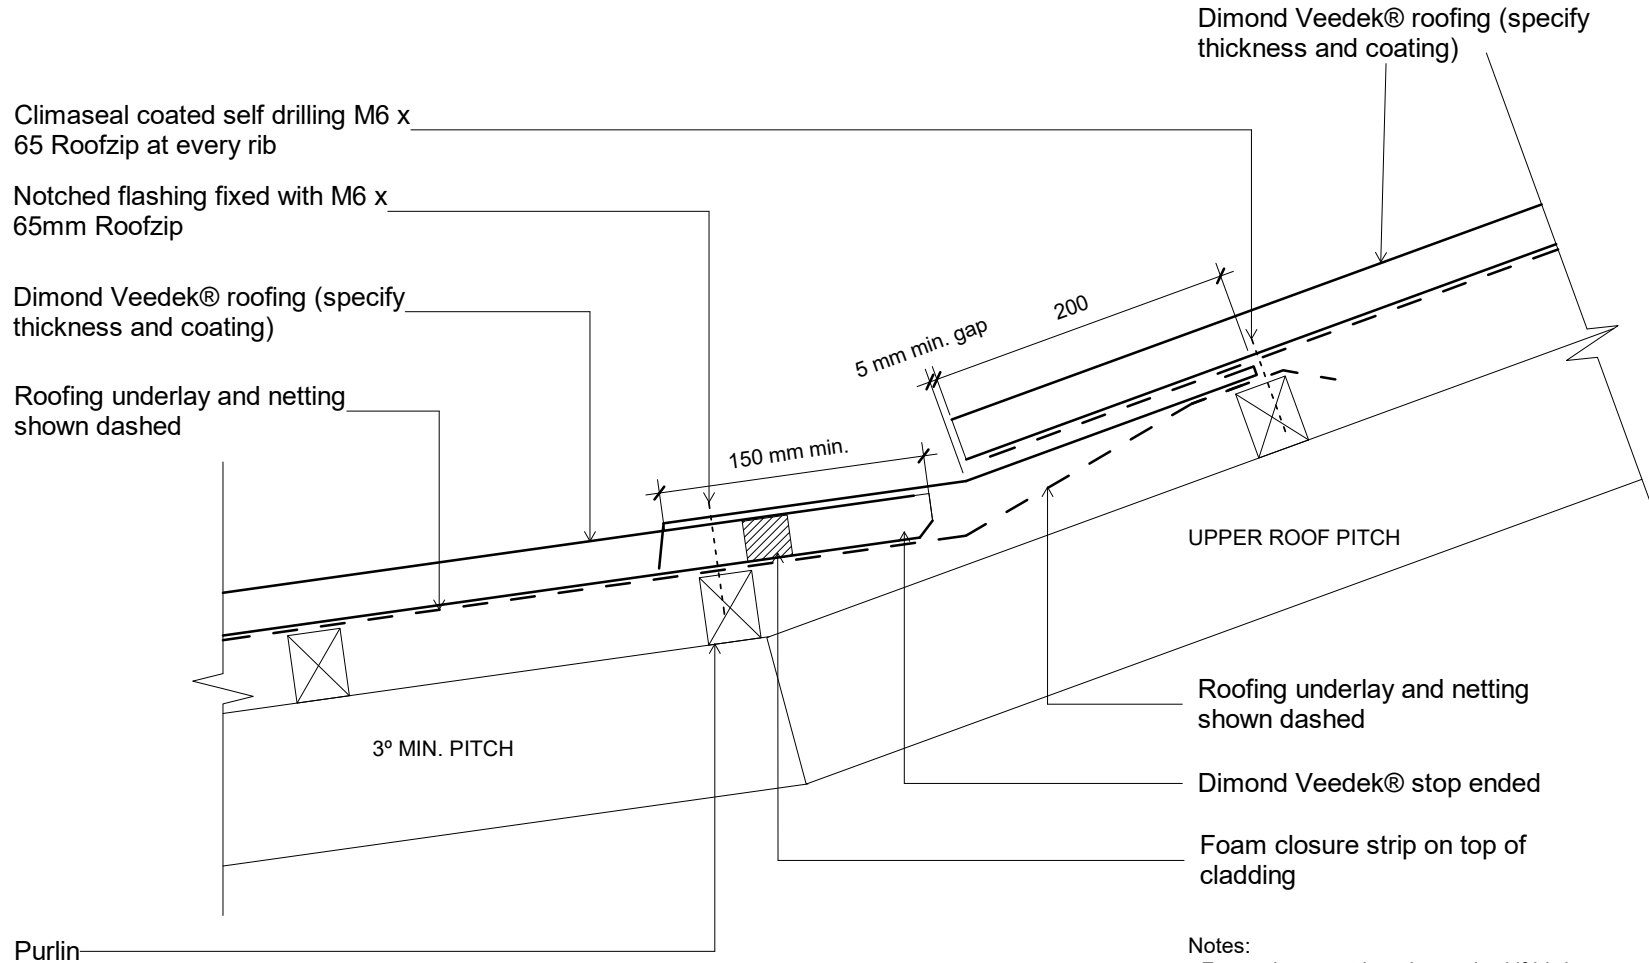 Dimond Veedek® roofing (specify
thickness and coating)
Climaseal coated self drilling M6 x
65 Roofzip at every rib
Notched flashing fixed with M6 x
65mm Roofzip
Dimond Veedek® roofing (specify
thickness and coating)
Roofing underlay and netting
shown dashed
200
5 mm min. gap
150 mm min.
UPPER ROOF PITCH
3º MIN. PITCH
Roofing underlay and netting
shown dashed
Dimond Veedek® stop ended
Foam closure strip on top of
cladding
Purlin
Notes: